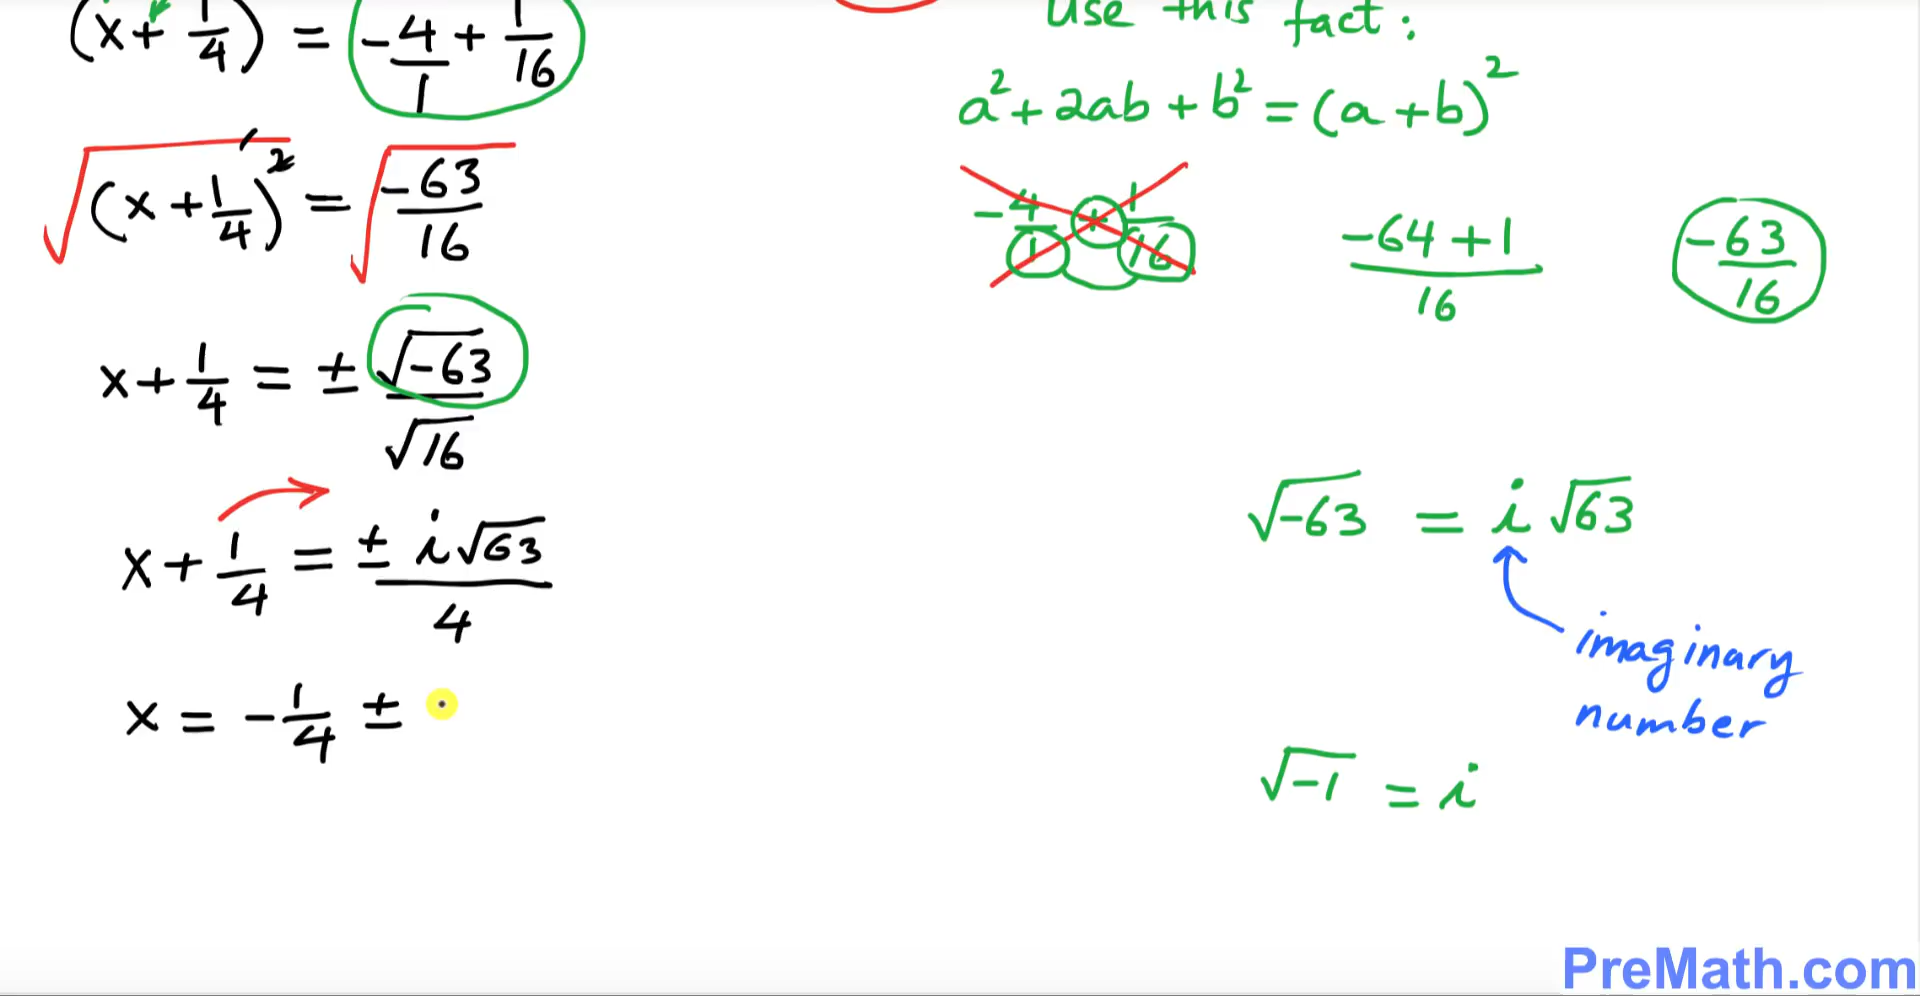 (x + 1/4) = -4/1 + 1/16
√(x + 1/4)² = √-63/16
x + 1/4 = ± √-63/√16
x + 1/4 = ± i√63/4
x = -1/4 ±
Use this fact:
a² + 2ab + b² = (a + b)²
-4/1 + 1/16
-64 + 1/16
-63/16
√-63 = i √63
imaginary
number
√-1 = i
PreMath.com